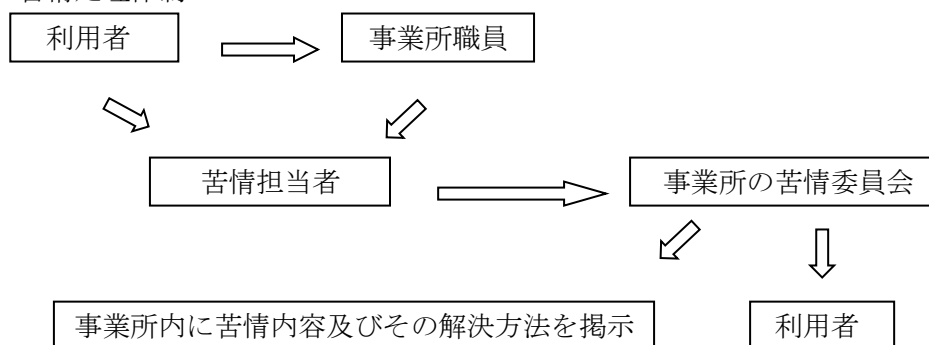 利用者
事業所職員
苦情担当者
事業所の苦情委員会
事業所内に苦情内容及びその解決方法を掲示
利用者